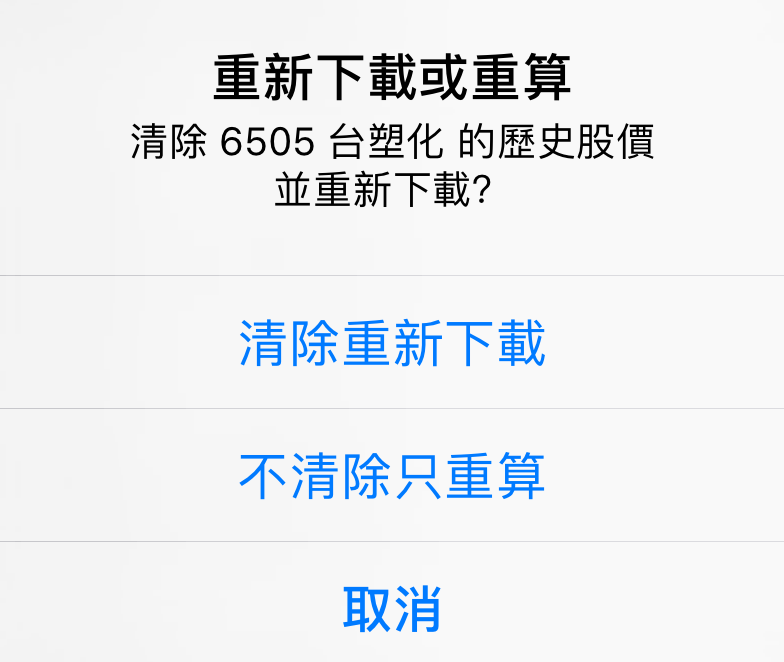 重新下載或重算
清除 6505 台塑化 的歷史股價
並重新下載?
清除重新下載
不清除只重算
取消